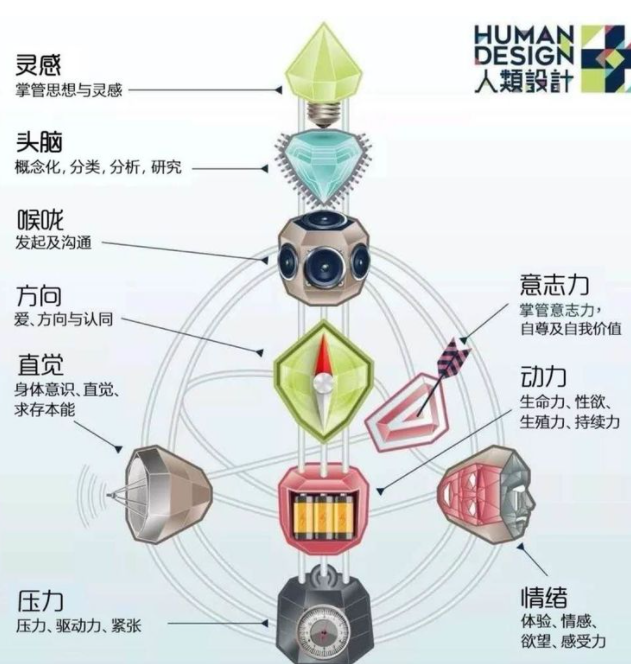 HUMAN
DESIGN
人類設計
灵感
掌管思想与灵感
头脑
概念化,分类,分析,研究
喉咙
发起及沟通
方向
爱、方向与认同
直觉
身体意识、直觉、
求存本能
意志力
掌管意志力,
自尊及自我价值
动力
生命力、性欲、
生殖力、持续力
压力
压力、驱动力、紧张
情绪
体验、情感、
欲望、感受力